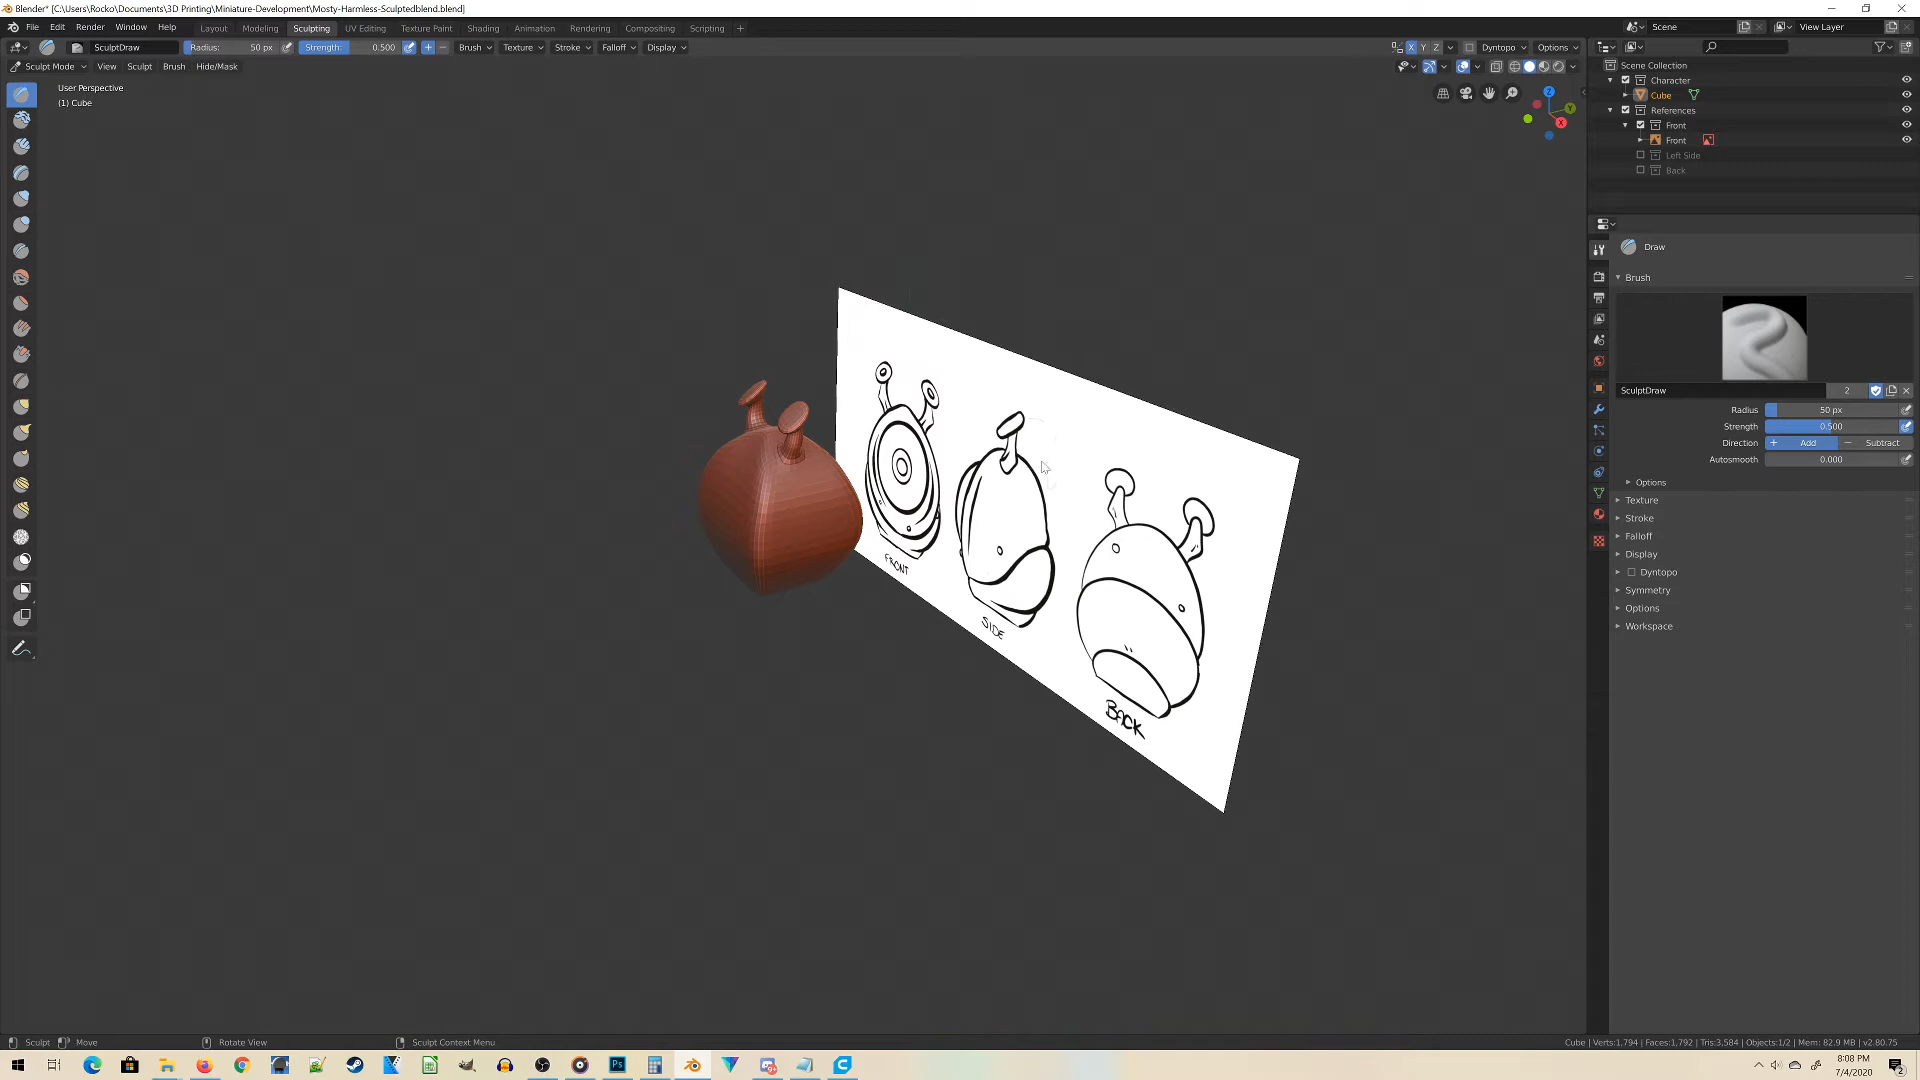 Blender* [C:\Users\Rocko\Documents\3D Printing\Miniature-Development\Mosty-Harmless-Sculptedblend.blend]
File Edit Render Window Help Layout Modeling Sculpting UV Editing Texture Paint Shading Animation Rendering Compositing Scripting + Scene View Layer
SculptDraw Radius: 50 px Strength: 0.500 Brush Texture Stroke Falloff Display X Y Z Dyntopo Options
Sculpt Mode View Sculpt Brush Hide/Mask
User Perspective
(1) Cube
Z
Y
X
Scene Collection
Character
Cube
References
Front
Front
Left Side
Back
Draw
Brush
SculptDraw 2
Radius 50 px
Strength 0.500
Direction + Add − Subtract
Autosmooth 0.000
Options
Texture
Stroke
Falloff
Display
Dyntopo
Symmetry
Options
Workspace
FRONT
SIDE
BACK
Sculpt Move Rotate View Sculpt Context Menu Cube | Verts:1,794 | Faces:1,792 | Tris:3,584 | Objects:1/2 | Mem: 82.9 MB | v2.80.75
Ps
8:08 PM
7/4/2020
2